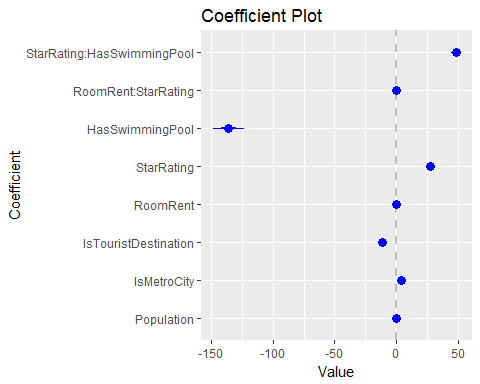 Coefficient Plot
StarRating:HasSwimmingPool
RoomRent:StarRating
HasSwimmingPool
StarRating
RoomRent
IsTouristDestination
IsMetroCity
Population
Coefficient
-150 -100 -50 0 50
Value